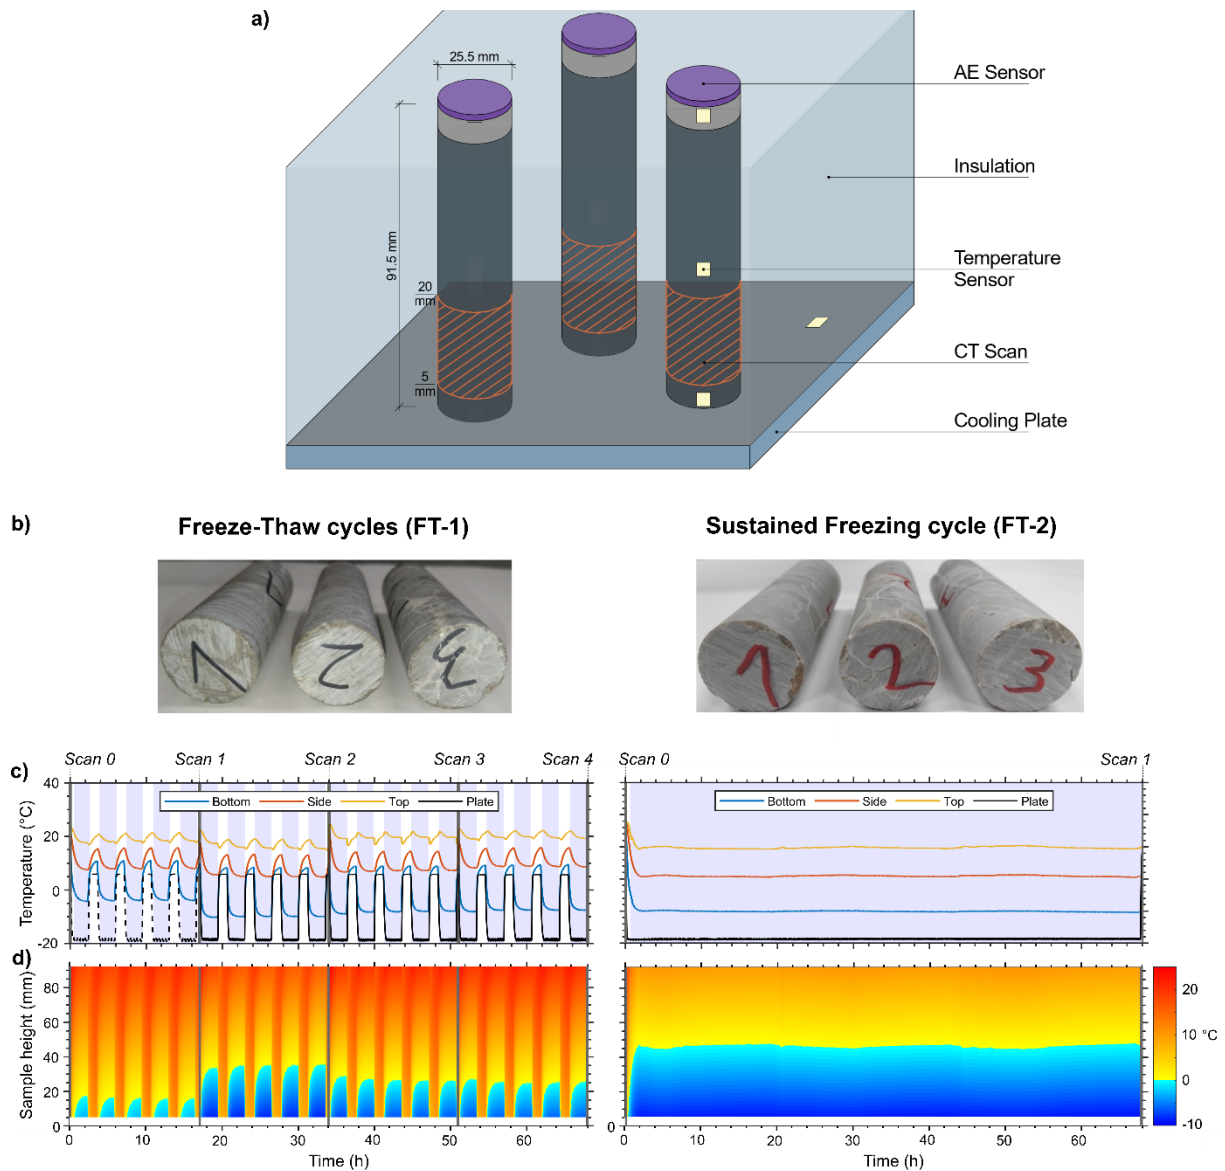 a)
25.5 mm
91.5 mm
20
mm
5
mm
AE Sensor
Insulation
Temperature
Sensor
CT Scan
Cooling Plate
b)
Freeze-Thaw cycles (FT-1)
Sustained Freezing cycle (FT-2)
1
2
3
1
2
3
c)
Scan 0
Scan 1
Scan 2
Scan 3
Scan 4
Scan 0
Scan 1
Temperature (°C)
40
20
0
-20
Bottom
Side
Top
Plate
Bottom
Side
Top
Plate
d)
Sample height (mm)
80
60
40
20
0
0
10
20
30
40
50
60
Time (h)
0
10
20
30
40
50
60
Time (h)
20
10
°C
0
-10